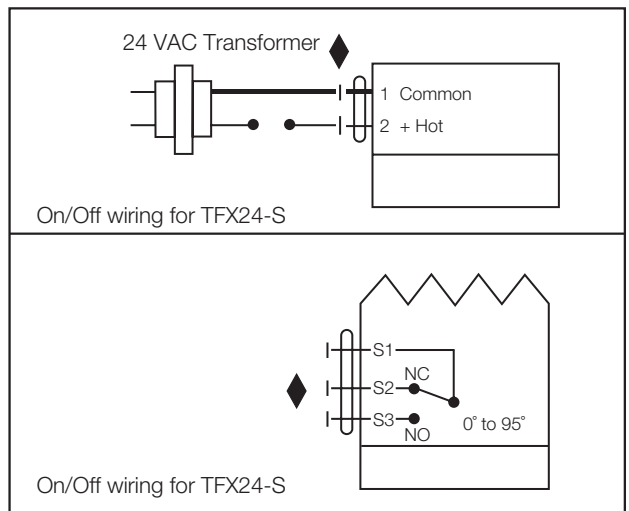 24 VAC Transformer
1 Common
2 + Hot
On/Off wiring for TFX24-S
S1
NC
S2
S3
0˚ to 95˚
NO
On/Off wiring for TFX24-S